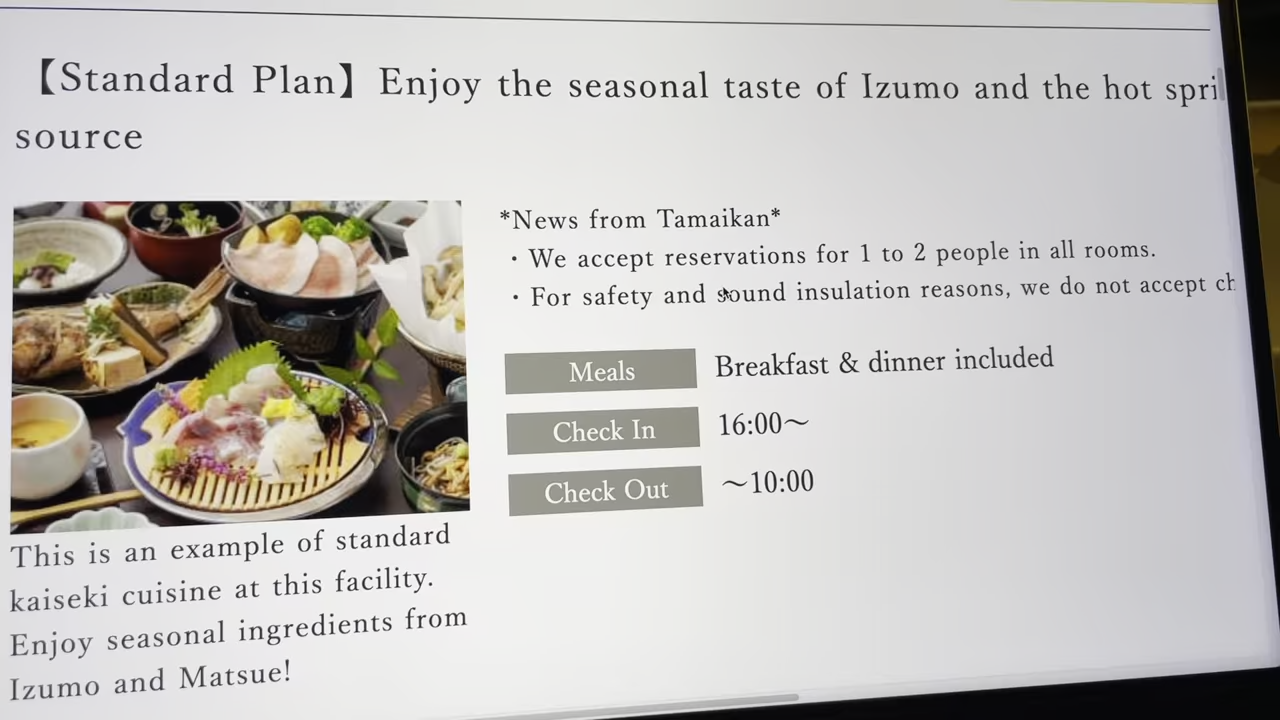 【Standard Plan】Enjoy the seasonal taste of Izumo and the hot
source
*News from Tamaikan*
・We accept reservations for 1 to 2 people in all rooms.
・For safety and sound insulation reasons, we do not accept
Meals Breakfast & dinner included
Check In 16:00～
Check Out ～10:00
This is an example of standard
kaiseki cuisine at this facility.
Enjoy seasonal ingredients from
Izumo and Matsue!